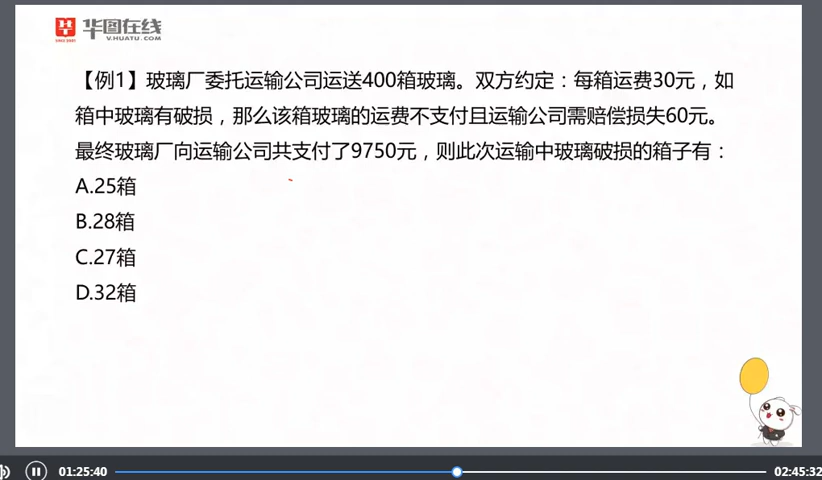 华图在线
SINCE 2001
V.HUATU.COM
【例1】玻璃厂委托运输公司运送400箱玻璃。双方约定：每箱运费30元，如
箱中玻璃有破损，那么该箱玻璃的运费不支付且运输公司需赔偿损失60元。
最终玻璃厂向运输公司共支付了9750元，则此次运输中玻璃破损的箱子有：
A.25箱
B.28箱
C.27箱
D.32箱
01:25:40
02:45:32